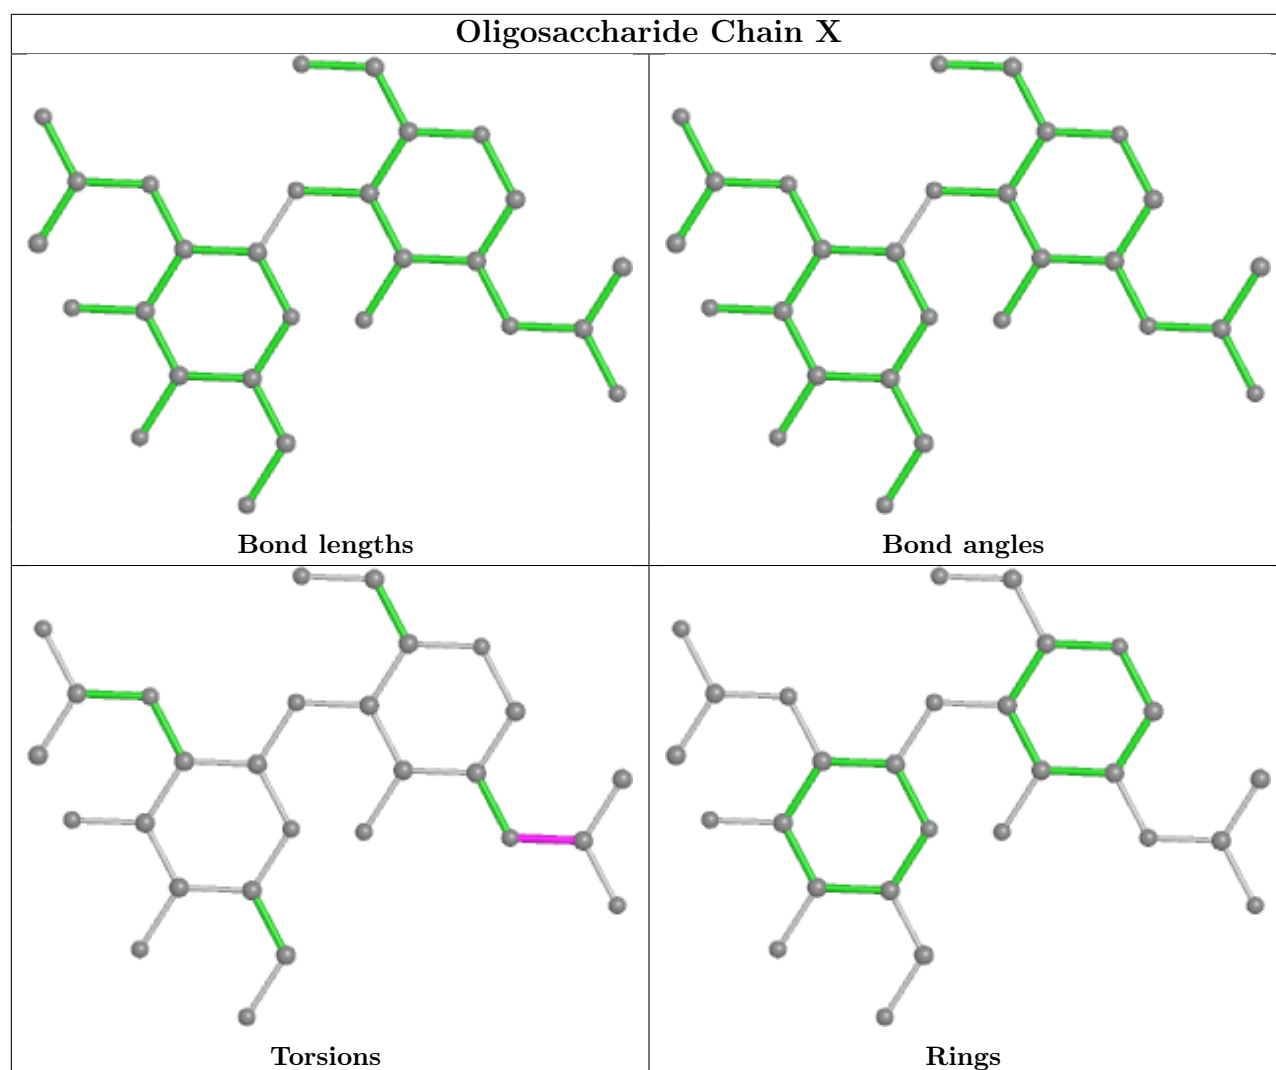 Oligosaccharide Chain X
Bond lengths
Bond angles
Torsions
Rings